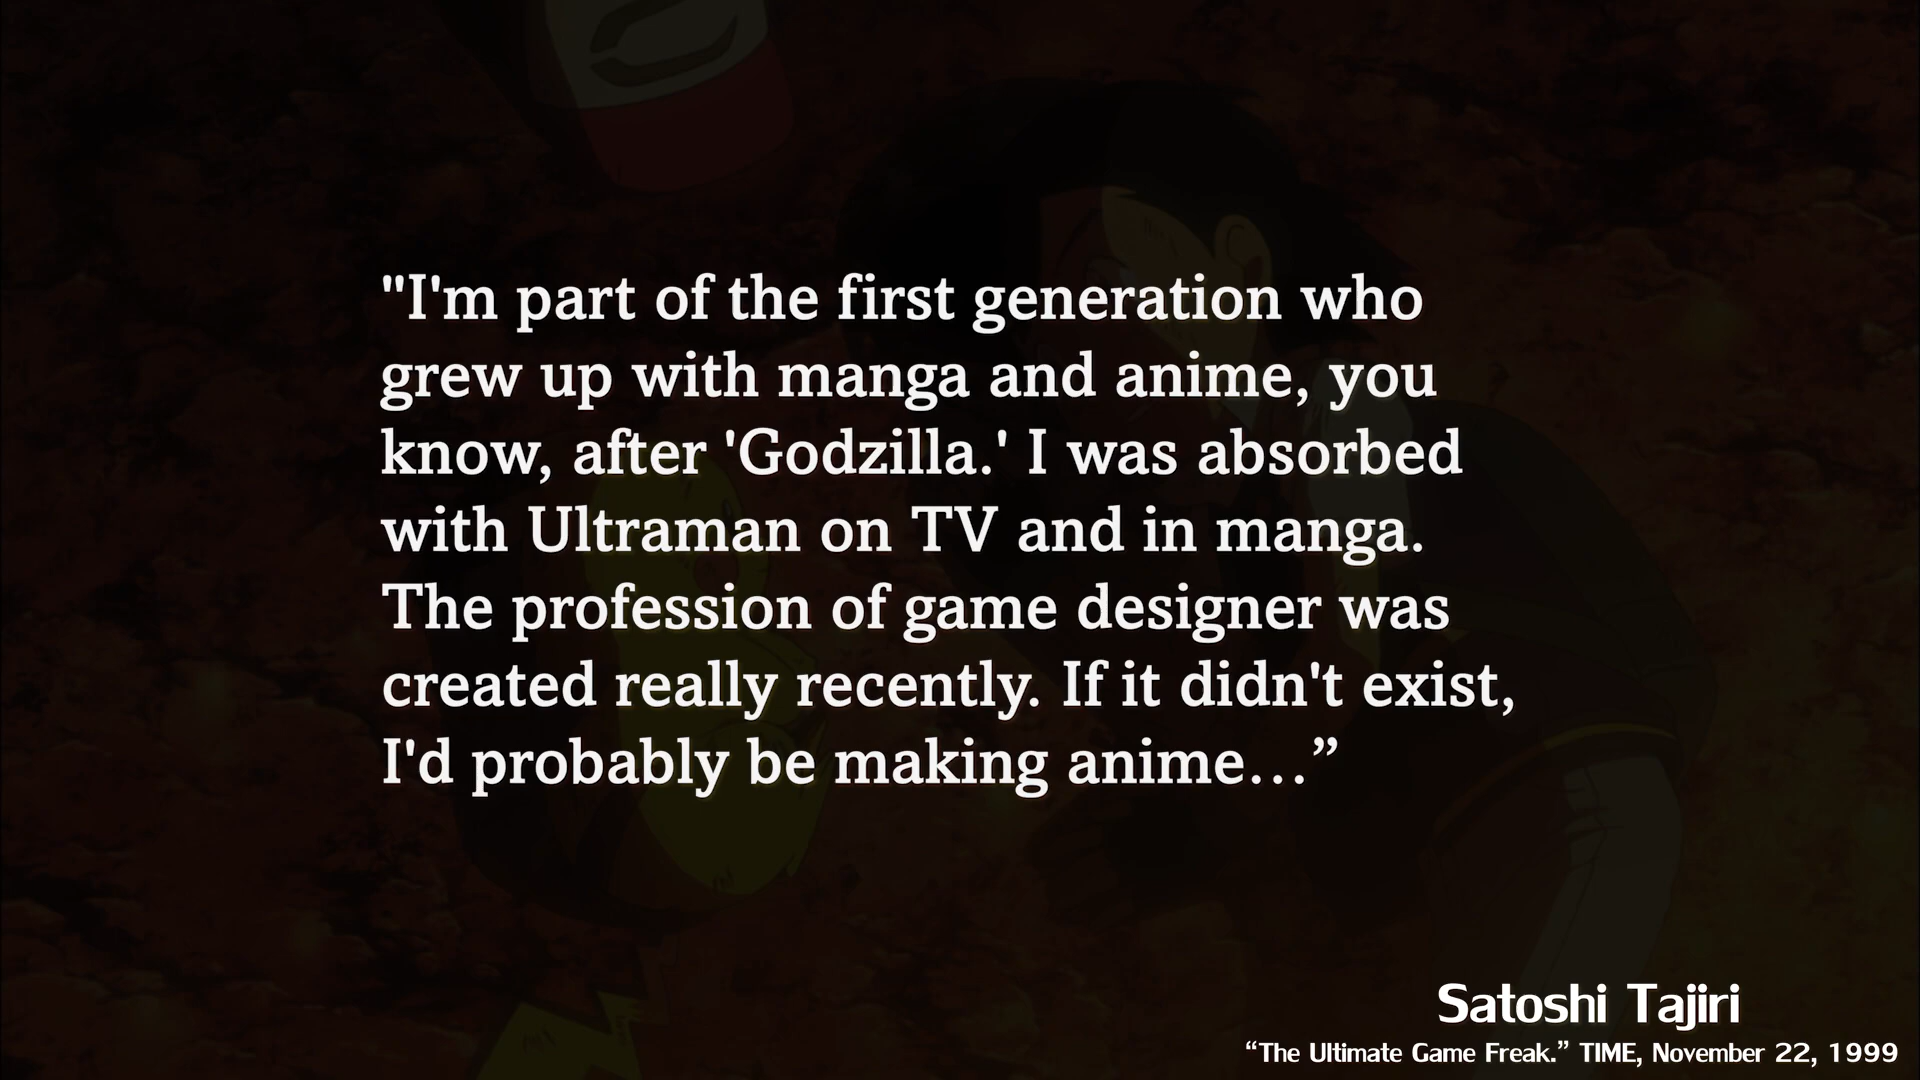 "I'm part of the first generation who
grew up with manga and anime, you
know, after 'Godzilla.' I was absorbed
with Ultraman on TV and in manga.
The profession of game designer was
created really recently. If it didn't exist,
I'd probably be making anime…”
Satoshi Tajiri
“The Ultimate Game Freak.” TIME, November 22, 1999